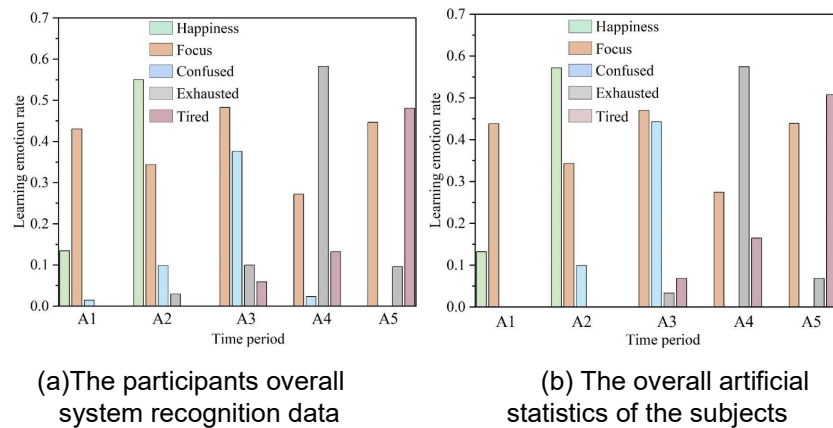 0.7
0.6
0.5
0.4
0.3
0.2
0.1
0.0
Learning emotion rate
Happiness
Focus
Confused
Exhausted
Tired
A1 A2 A3 A4 A5
Time period
(a)The participants overall
system recognition data
0.7
0.6
0.5
0.4
0.3
0.2
0.1
0.0
Learning emotion rate
Happiness
Focus
Confused
Exhausted
Tired
A1 A2 A3 A4 A5
Time period
(b) The overall artificial
statistics of the subjects